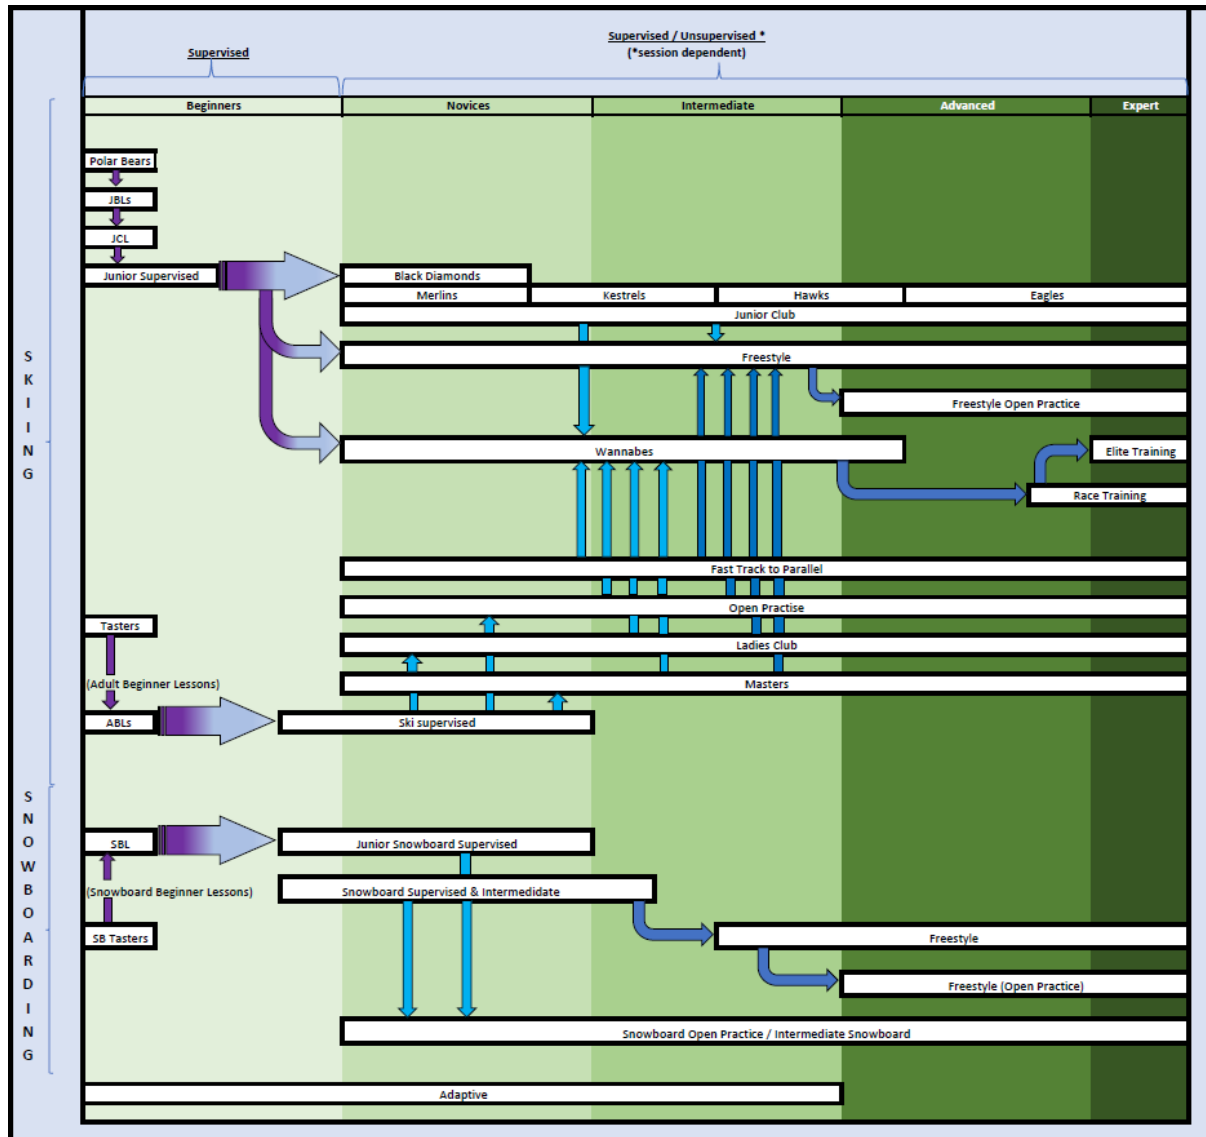 Supervised
Supervised / Unsupervised *
(*session dependent)
Beginners
Novices
Intermediate
Advanced
Expert
SKIING
Polar Bears
JBLs
JCL
Junior Supervised
Black Diamonds
Merlins
Kestrels
Hawks
Eagles
Junior Club
Freestyle
Freestyle Open Practice
Wannabes
Elite Training
Race Training
Fast Track to Parallel
Open Practise
Tasters
Ladies Club
(Adult Beginner Lessons)
Masters
ABLs
Ski supervised
SNOWBOARDING
SBL
Junior Snowboard Supervised
(Snowboard Beginner Lessons)
Snowboard Supervised & Intermedidate
SB Tasters
Freestyle
Freestyle (Open Practice)
Snowboard Open Practice / Intermediate Snowboard
Adaptive